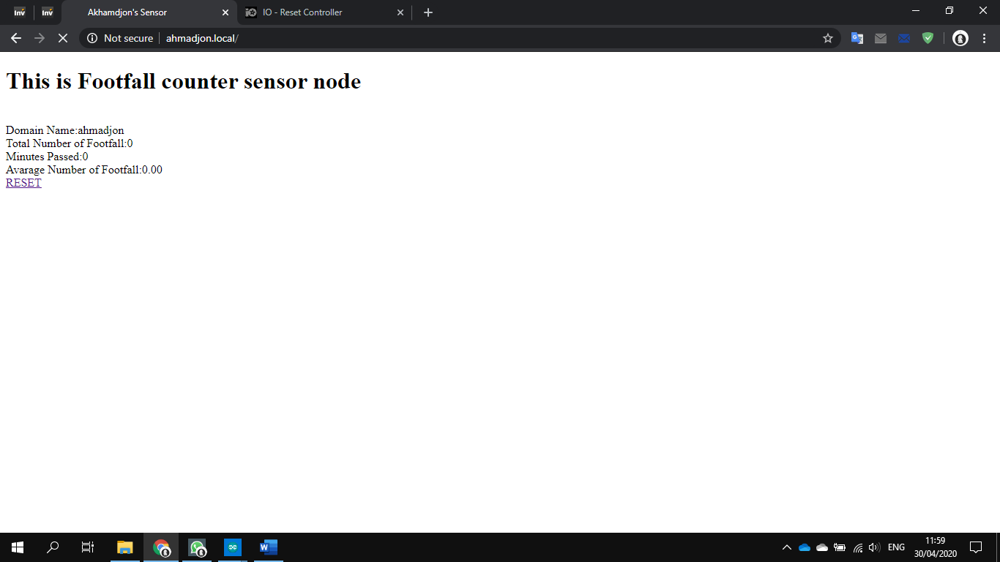 Inv Inv Akhamdjon's Sensor IO - Reset Controller
Not secure ahmadjon.local/
This is Footfall counter sensor node
Domain Name:ahmadjon
Total Number of Footfall:0
Minutes Passed:0
Avarage Number of Footfall:0.00
RESET
11:59
ENG
30/04/2020